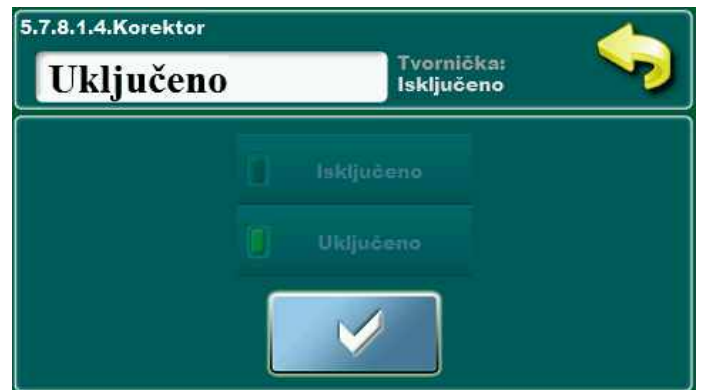 5.7.8.1.4.Korektor
Uključeno
Tvornička:
Isključeno
Isključeno
Uključeno